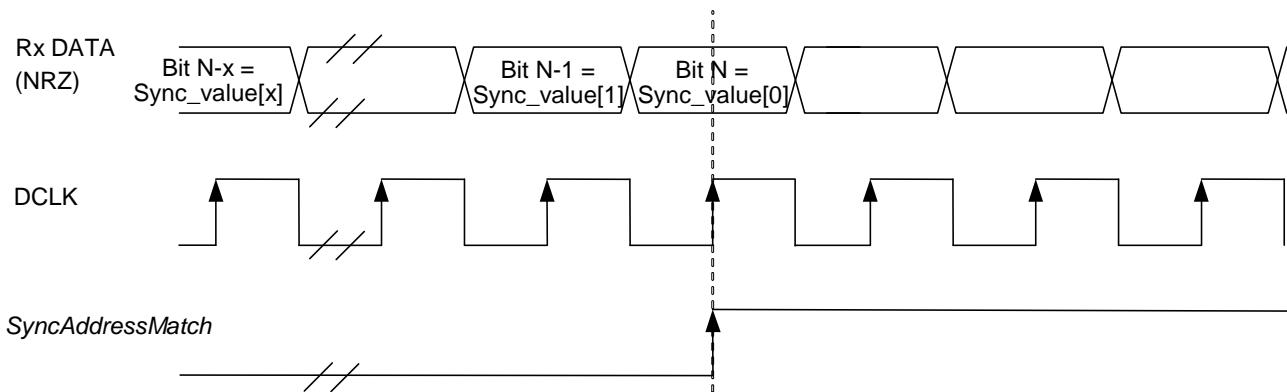 Rx DATA
(NRZ)
Bit N-x =
Sync_value[x]
Bit N-1 =
Sync_value[1]
Bit N =
Sync_value[0]
DCLK
SyncAddressMatch